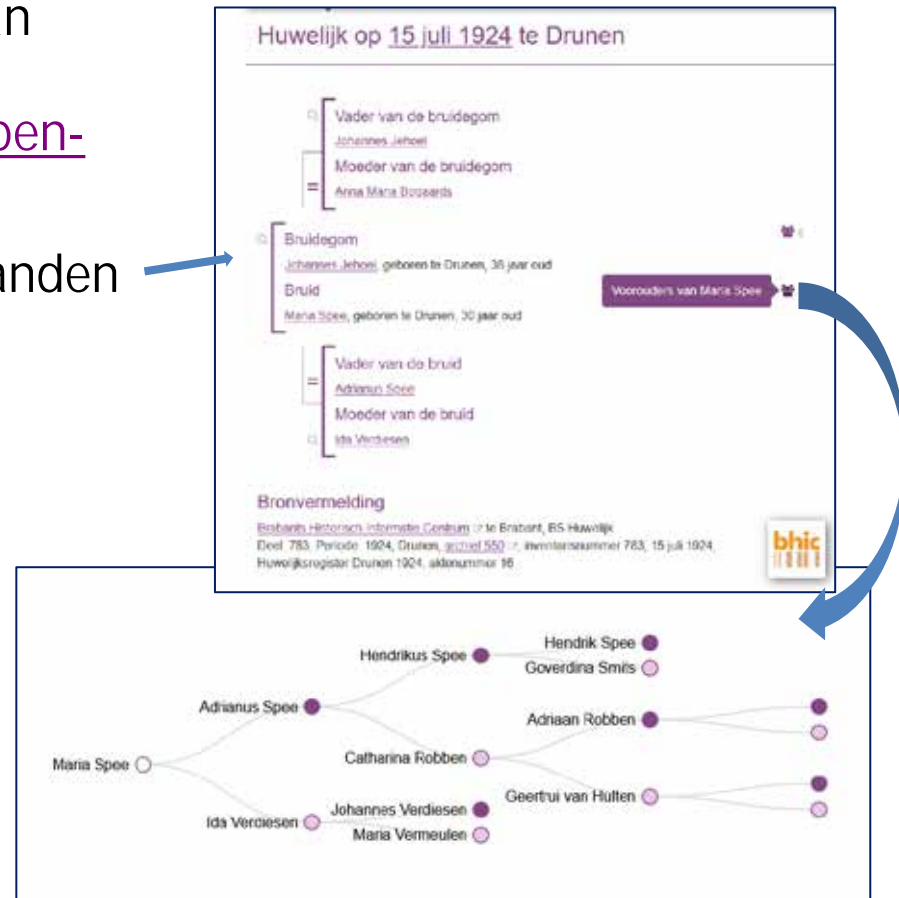 n
pen-
anden
Huwelijk op 15 juli 1924 te Drunen
Vader van de bruidegom
Johannes Jehoel
Moeder van de bruidegom
Anna Maria Bogaards
Bruidegom
Johannes Jehoel, geboren te Drunen, 36 jaar oud
Bruid
Maria Spee, geboren te Drunen, 30 jaar oud
Voorouders van Maria Spee
Vader van de bruid
Adrianus Spee
Moeder van de bruid
Ida Verdiesen
Bronvermelding
Brabants Historisch Informatie Centrum te Brabant, BS Huwelijk
Deel 783, Periode 1924, Drunen, archief 550, inventarisnummer 783, 15 juli 1924,
Huwelijksregister Drunen 1924, aktenummer 16
bhic
Hendrik Spee
Hendrikus Spee
Goverdina Smits
Adrianus Spee
Adriaan Robben
Catharina Robben
Maria Spee
Geertrui van Hulten
Johannes Verdiesen
Ida Verdiesen
Maria Vermeulen